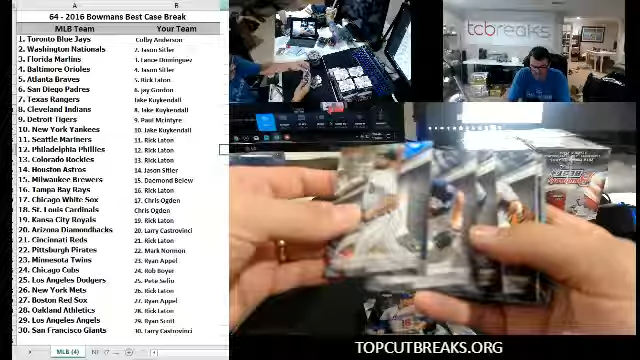 A
B
64 - 2016 Bowmans Best Case Break
MLB Team
Your Team
1. Toronto Blue Jays Colby Anderson
2. Washington Nationals 2. Jason Sitler
3. Florida Marlins 3. Lance Dominguez
4. Baltimore Orioles 4. Jason Sitler
5. Atlanta Braves 5. Rick Laton
6. San Diego Padres 6. Jay Gordon
7. Texas Rangers Jake Kuykendall
8. Cleveland Indians 8. Jake Kuykendall
9. Detroit Tigers 9. Paul McIntyre
10. New York Yankees 10. Jake Kuykendall
11. Seattle Mariners 11. Rick Laton
12. Philadelphia Phillies 12. Rick Laton
13. Colorado Rockies 13. Rick Laton
14. Houston Astros 14. Jason Sitler
15. Milwaukee Brewers 15. Daemond Belew
16. Tampa Bay Rays 16. Rick Laton
17. Chicago White Sox 17. Chris Ogden
18. St. Louis Cardinals Chris Ogden
19. Kansas City Royals 19. Rick Laton
20. Arizona Diamondbacks 20. Larry Castrovinci
21. Cincinnati Reds 21. Rick Laton
22. Pittsburgh Pirates 22. Mark Normon
23. Minnesota Twins 23. Ryan Appel
24. Chicago Cubs 24. Rob Boyer
25. Los Angeles Dodgers 25. Pete Selio
26. New York Mets 26. Rick Laton
27. Boston Red Sox 27. Ryan Appel
28. Oakland Athletics 28. Rick Laton
29. Los Angeles Angels 29. Ryan Scott
30. San Francisco Giants 30. Larry Castrovinci
MLB (4)
tcbreaks
BEST
TOPCUTBREAKS.ORG